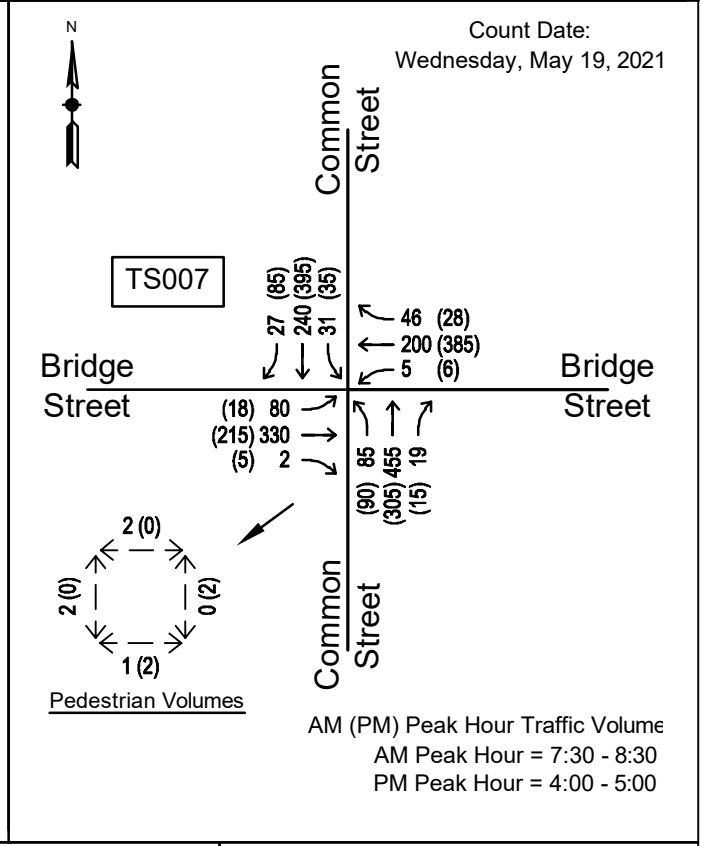 N
Count Date:
Wednesday, May 19, 2021
Common
Street
TS007
27 (85)
240 (395)
31 (35)
46 (28)
200 (385)
5 (6)
Bridge
Street
Bridge
Street
(18) 80
(215) 330
(5) 2
(90) 85
(305) 455
(15) 19
2 (0)
2 (0)
0 (2)
1 (2)
Pedestrian Volumes
Common
Street
AM (PM) Peak Hour Traffic Volume
AM Peak Hour = 7:30 - 8:30
PM Peak Hour = 4:00 - 5:00